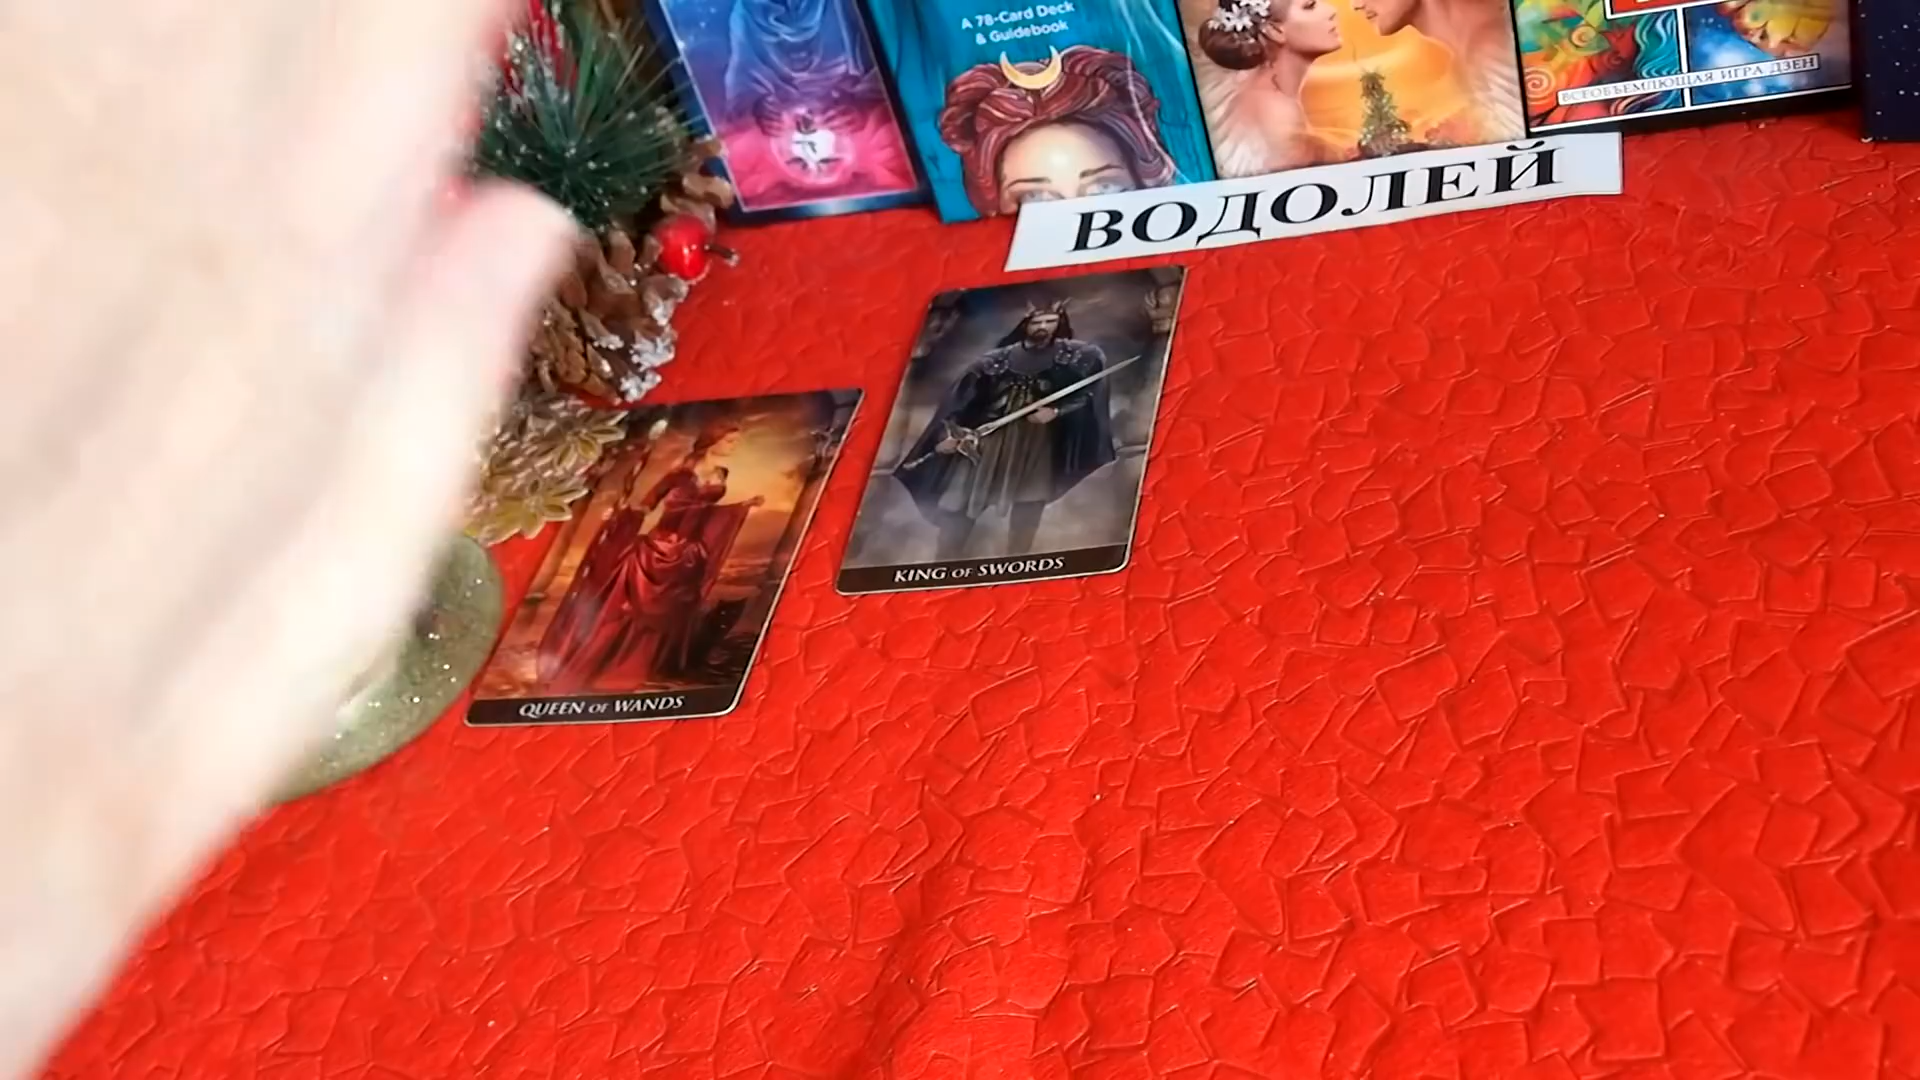 A 78-Card Deck
& Guidebook
ВСЕОБЪЕМЛЮЩАЯ ИГРА ДЗЕН
ВОДОЛЕЙ
KING OF SWORDS
QUEEN OF WANDS